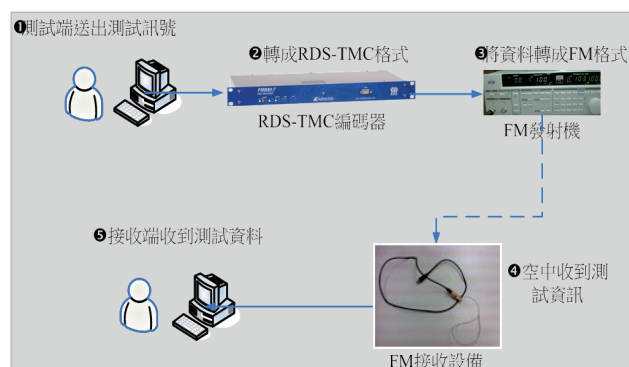 ❶測試端送出測試訊號
❷轉成RDS-TMC格式
❸將資料轉成FM格式
RDS-TMC編碼器
FM發射機
❺接收端收到測試資料
❹空中收到測
試資訊
FM接收設備